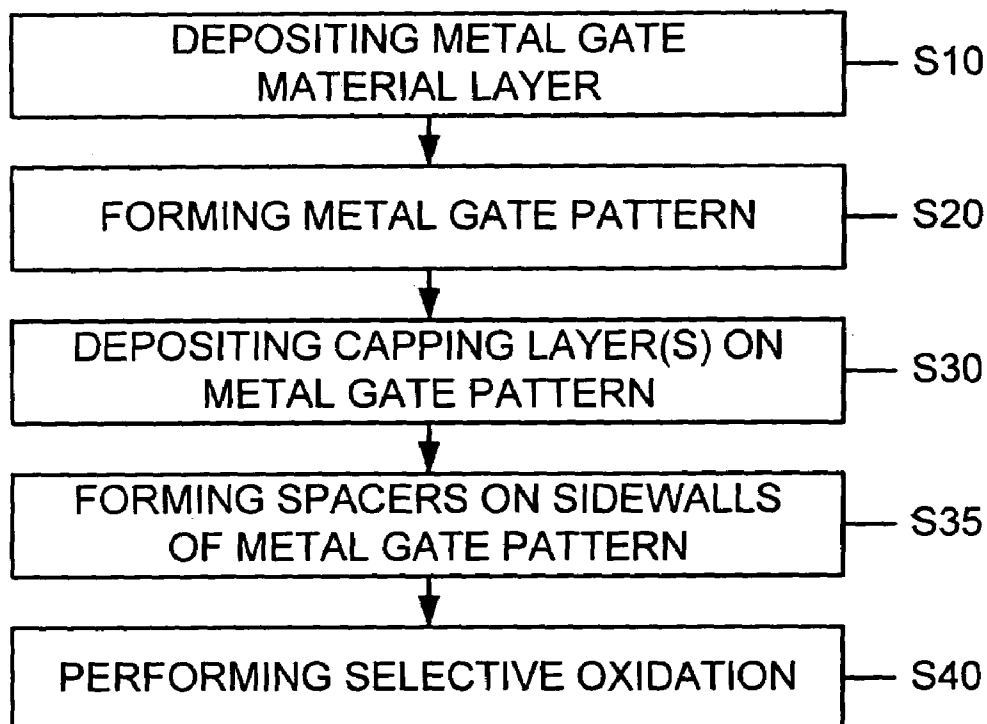 DEPOSITING METAL GATE
MATERIAL LAYER
S10
FORMING METAL GATE PATTERN
S20
DEPOSITING CAPPING LAYER(S) ON
METAL GATE PATTERN
S30
FORMING SPACERS ON SIDEWALLS
OF METAL GATE PATTERN
S35
PERFORMING SELECTIVE OXIDATION
S40